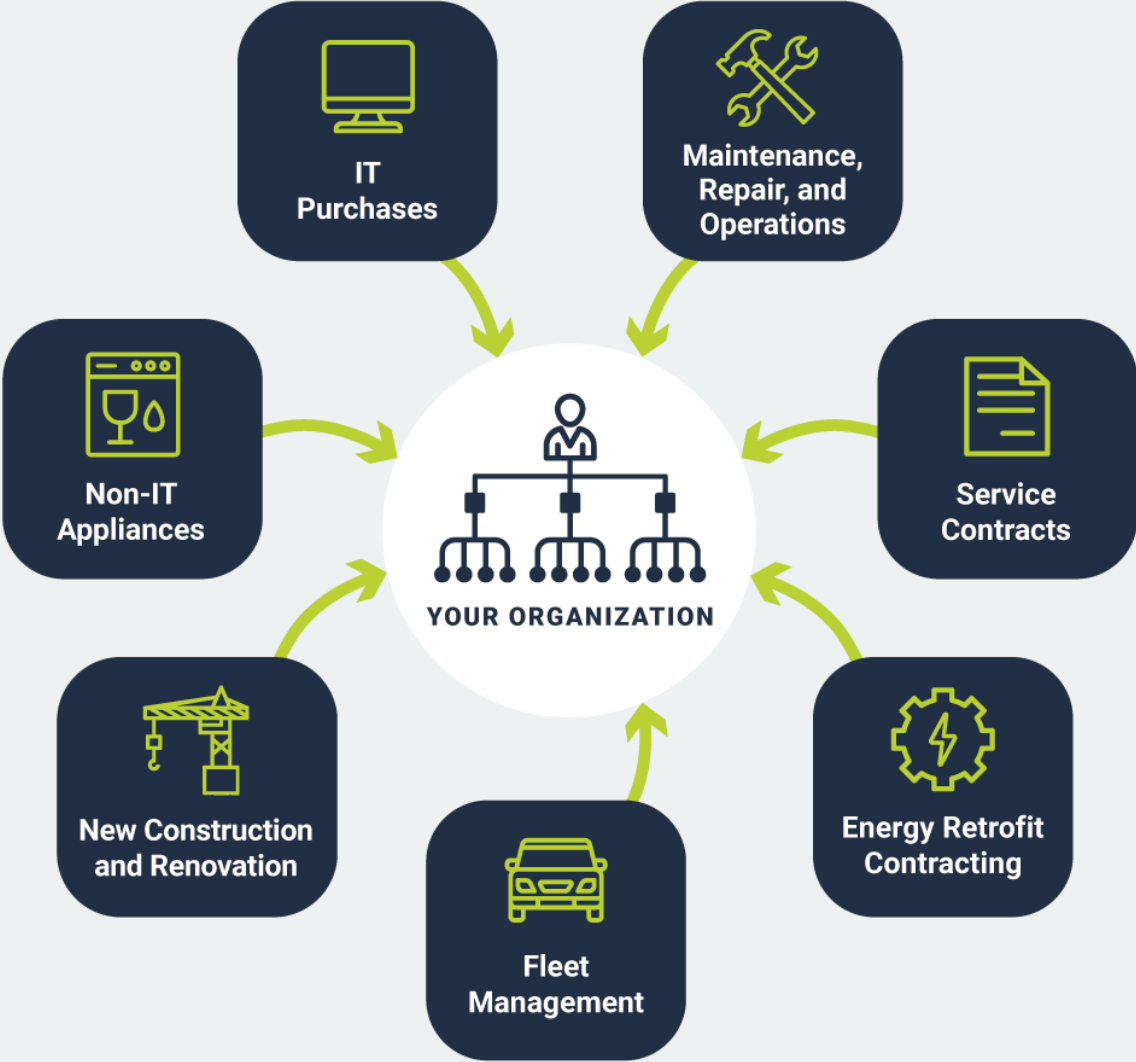 IT
Purchases
Maintenance,
Repair, and
Operations
Non-IT
Appliances
Service
Contracts
YOUR ORGANIZATION
New Construction
and Renovation
Energy Retrofit
Contracting
Fleet
Management